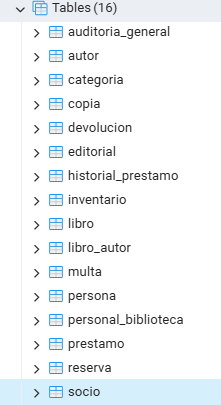 Tables (16)
auditoria_general
autor
categoria
copia
devolucion
editorial
historial_prestamo
inventario
libro
libro_autor
multa
persona
personal_biblioteca
prestamo
reserva
socio